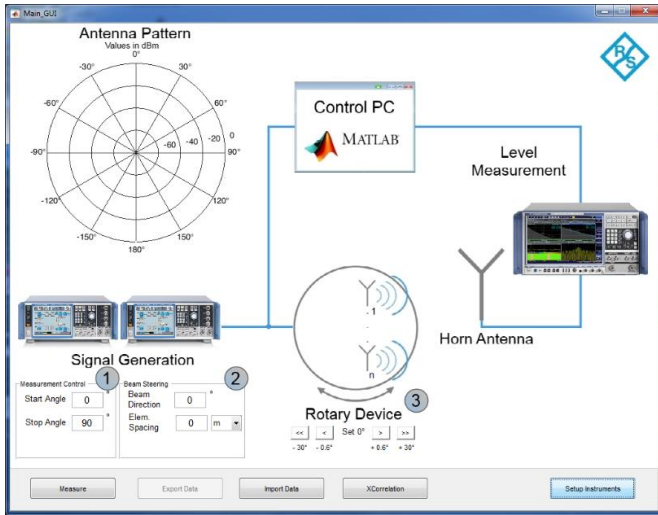 Main_GUI
Antenna Pattern
Values in dBm
0°
-30° 30°
-60° 60°
-90° -60 -40 -20 0 90°
-120° 120°
-150° 150°
180°
R&S
Control PC
MATLAB
Level
Measurement
Horn Antenna
1
n
Signal Generation
Measurement Control 1
Start Angle 0 °
Stop Angle 90 °
Beam Steering 2
Beam
Direction 0 °
Elem.
Spacing 0 m
3
Rotary Device
<< < Set 0° > >>
- 30° - 0.6° + 0.6° + 30°
Measure Export Data Import Data XCorrelation Setup Instruments